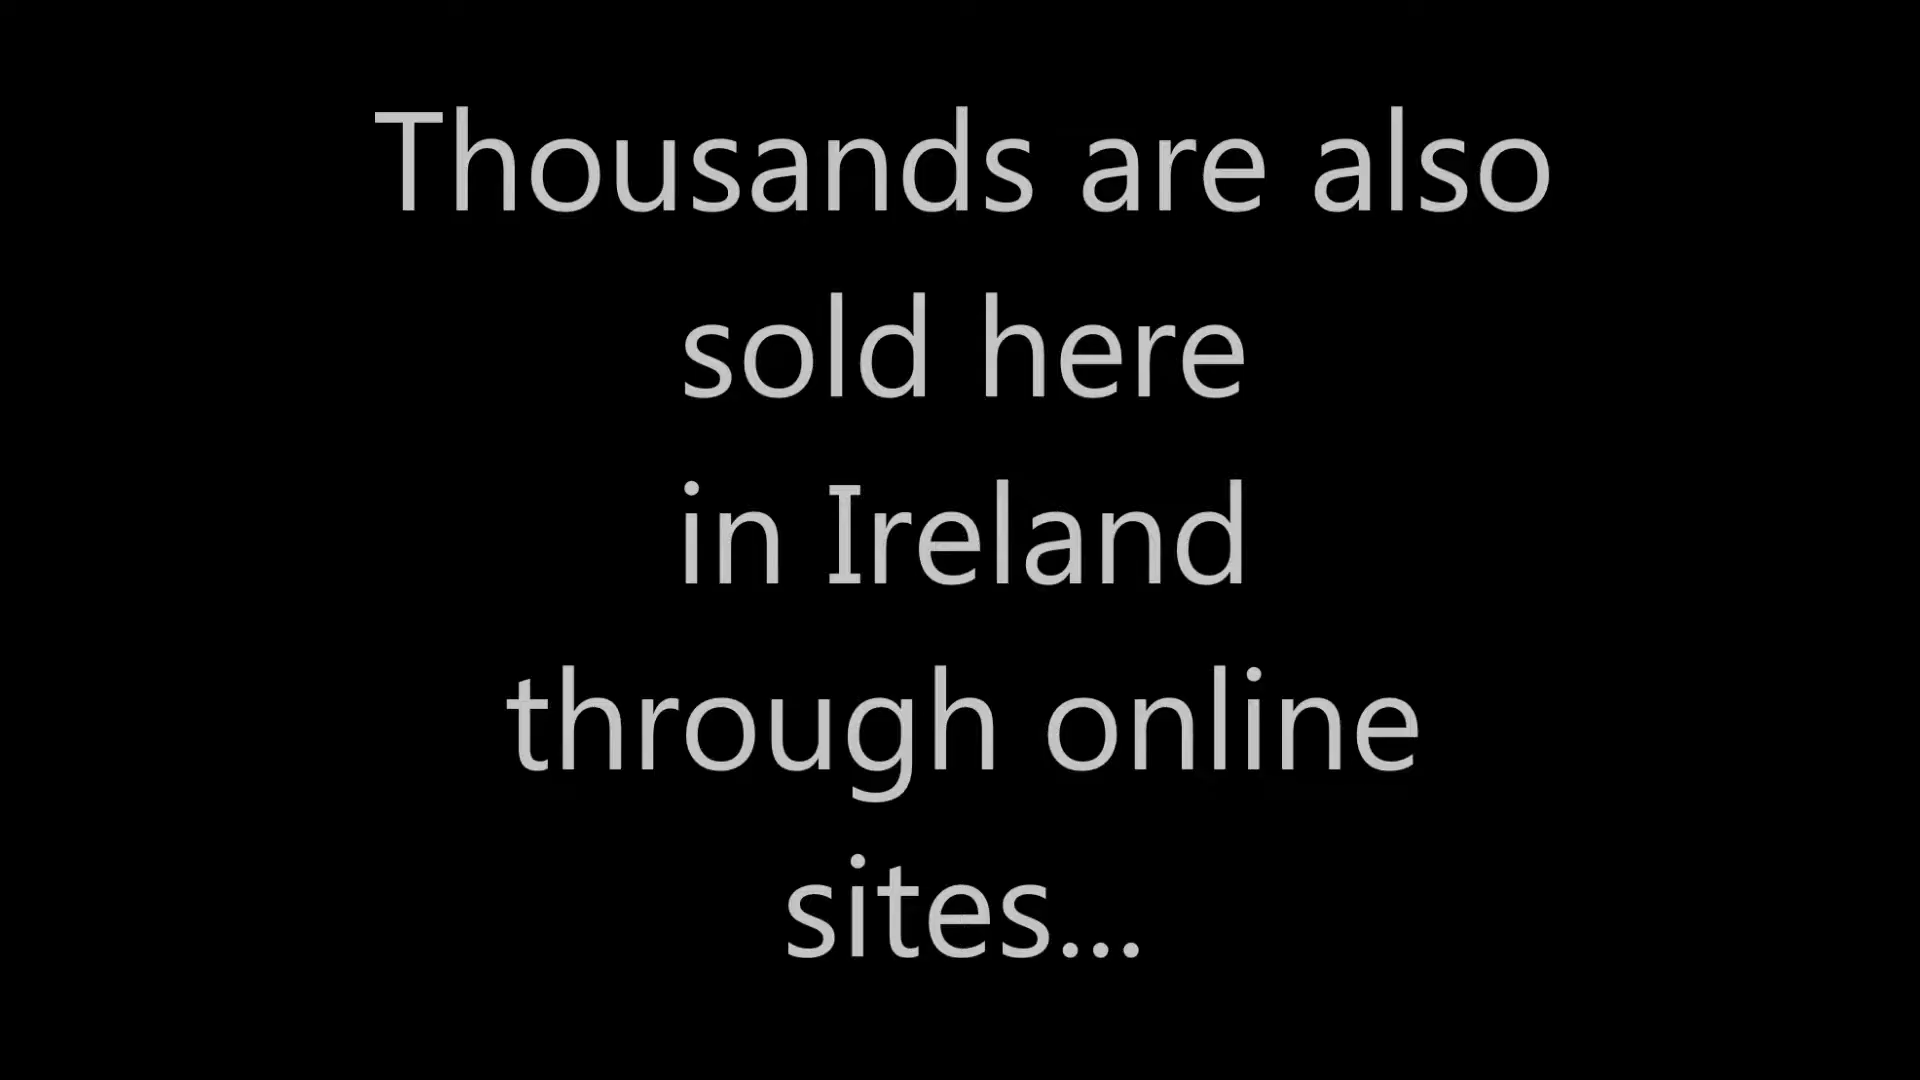 Thousands are also
sold here
in Ireland
through online
sites...